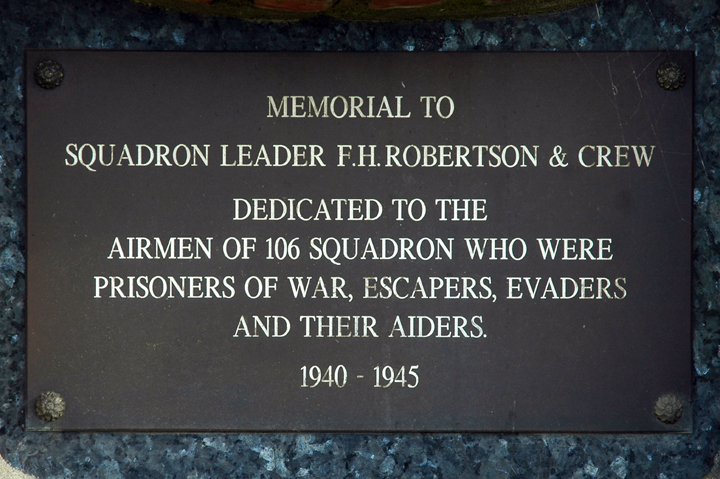 MEMORIAL TO
SQUADRON LEADER F.H.ROBERTSON & CREW
DEDICATED TO THE
AIRMEN OF 106 SQUADRON WHO WERE
PRISONERS OF WAR, ESCAPERS, EVADERS
AND THEIR AIDERS.
1940 - 1945